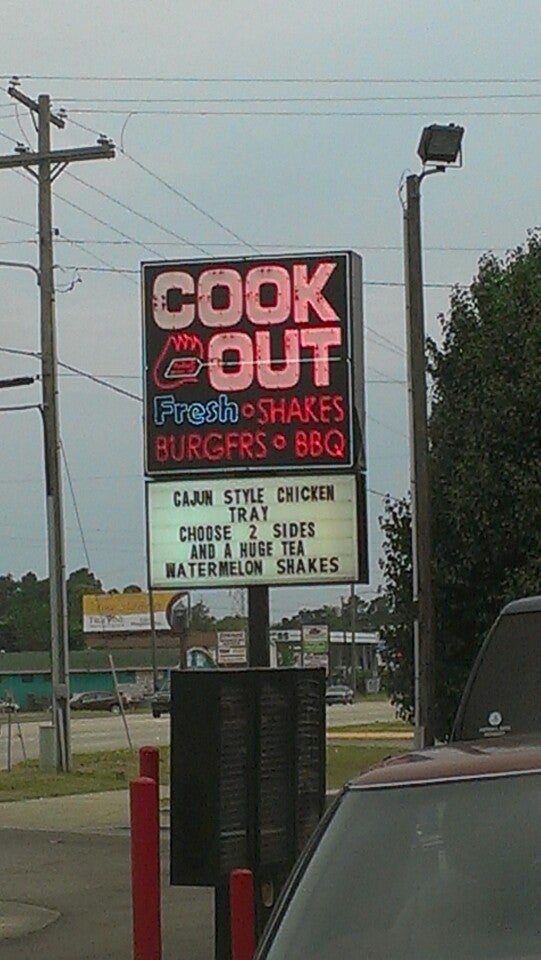 COOK
OUT
Fresh • SHAKES
BURGERS • BBQ
CAJUN STYLE CHICKEN
TRAY
CHOOSE 2 SIDES
AND A HUGE TEA
WATERMELON SHAKES